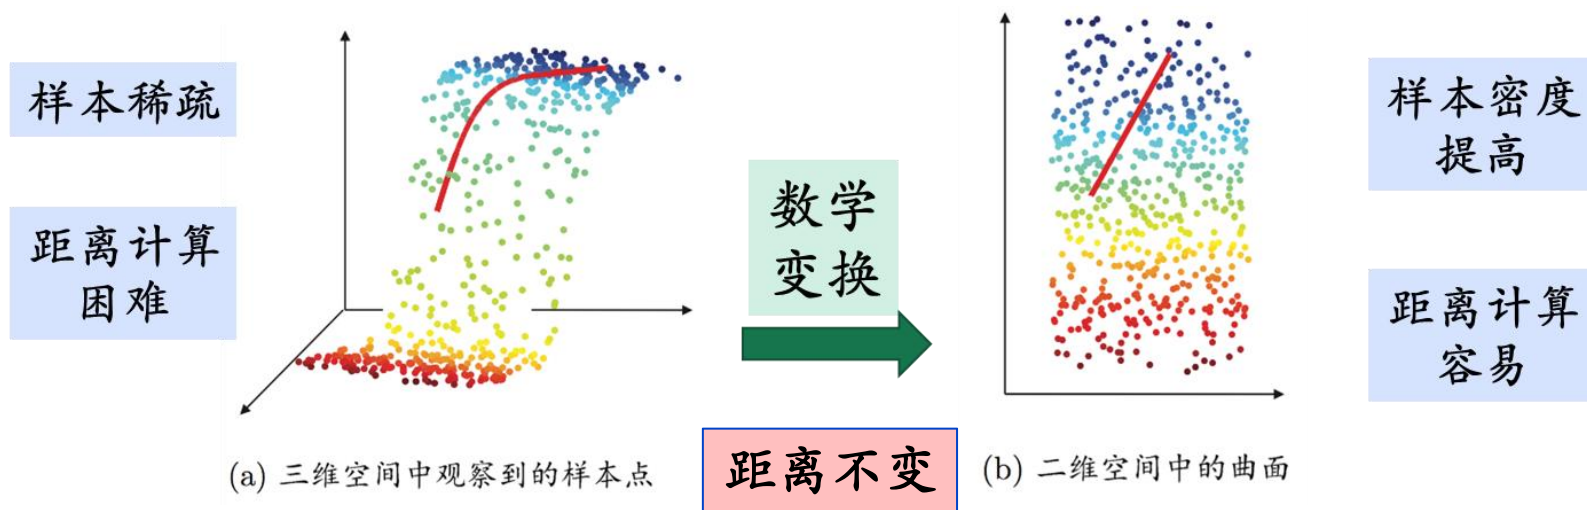 样本稀疏
距离计算
困难
数学
变换
样本密度
提高
距离计算
容易
(a) 三维空间中观察到的样本点
距离不变
(b) 二维空间中的曲面